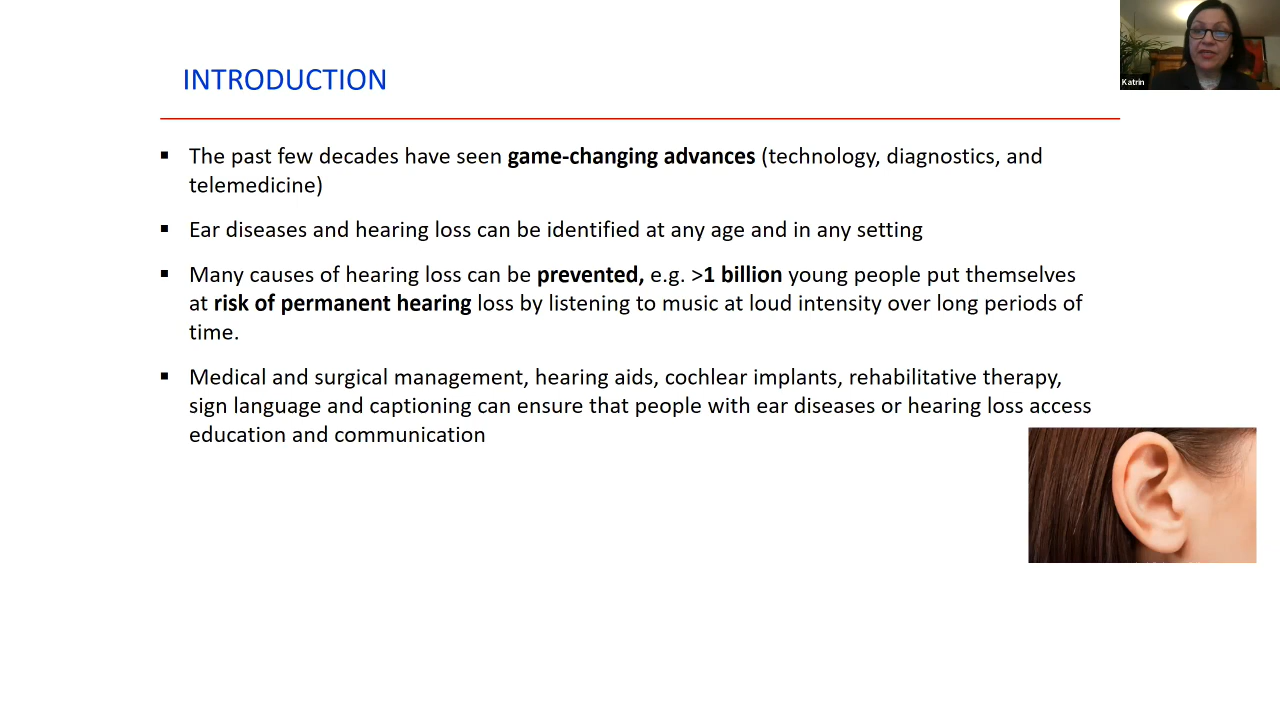 INTRODUCTION
▪ The past few decades have seen game-changing advances (technology, diagnostics, and
telemedicine)
▪ Ear diseases and hearing loss can be identified at any age and in any setting
▪ Many causes of hearing loss can be prevented, e.g. >1 billion young people put themselves
at risk of permanent hearing loss by listening to music at loud intensity over long periods of
time.
▪ Medical and surgical management, hearing aids, cochlear implants, rehabilitative therapy,
sign language and captioning can ensure that people with ear diseases or hearing loss access
education and communication
Katrin